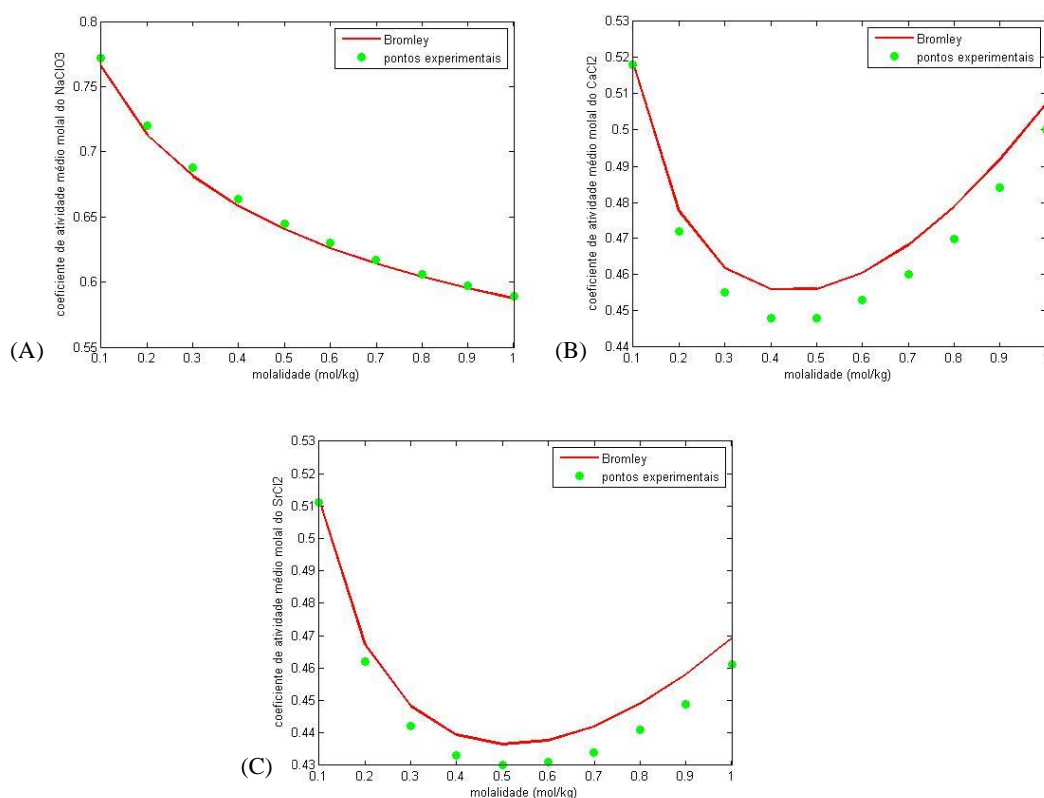 coeficiente de atividade médio molal do NaClO3
0.8
0.75
0.7
0.65
0.6
0.55
Bromley
pontos experimentais
0.1 0.2 0.3 0.4 0.5 0.6 0.7 0.8 0.9 1
molalidade (mol/kg)
(A)
coeficiente de atividade médio molal do CaCl2
0.53
0.52
0.51
0.5
0.49
0.48
0.47
0.46
0.45
0.44
Bromley
pontos experimentais
0.1 0.2 0.3 0.4 0.5 0.6 0.7 0.8 0.9
molalidade (mol/kg)
(B)
coeficiente de atividade médio molal do SrCl2
0.53
0.52
0.51
0.5
0.49
0.48
0.47
0.46
0.45
0.44
0.43
Bromley
pontos experimentais
0.1 0.2 0.3 0.4 0.5 0.6 0.7 0.8 0.9 1
molalidade (mol/kg)
(C)